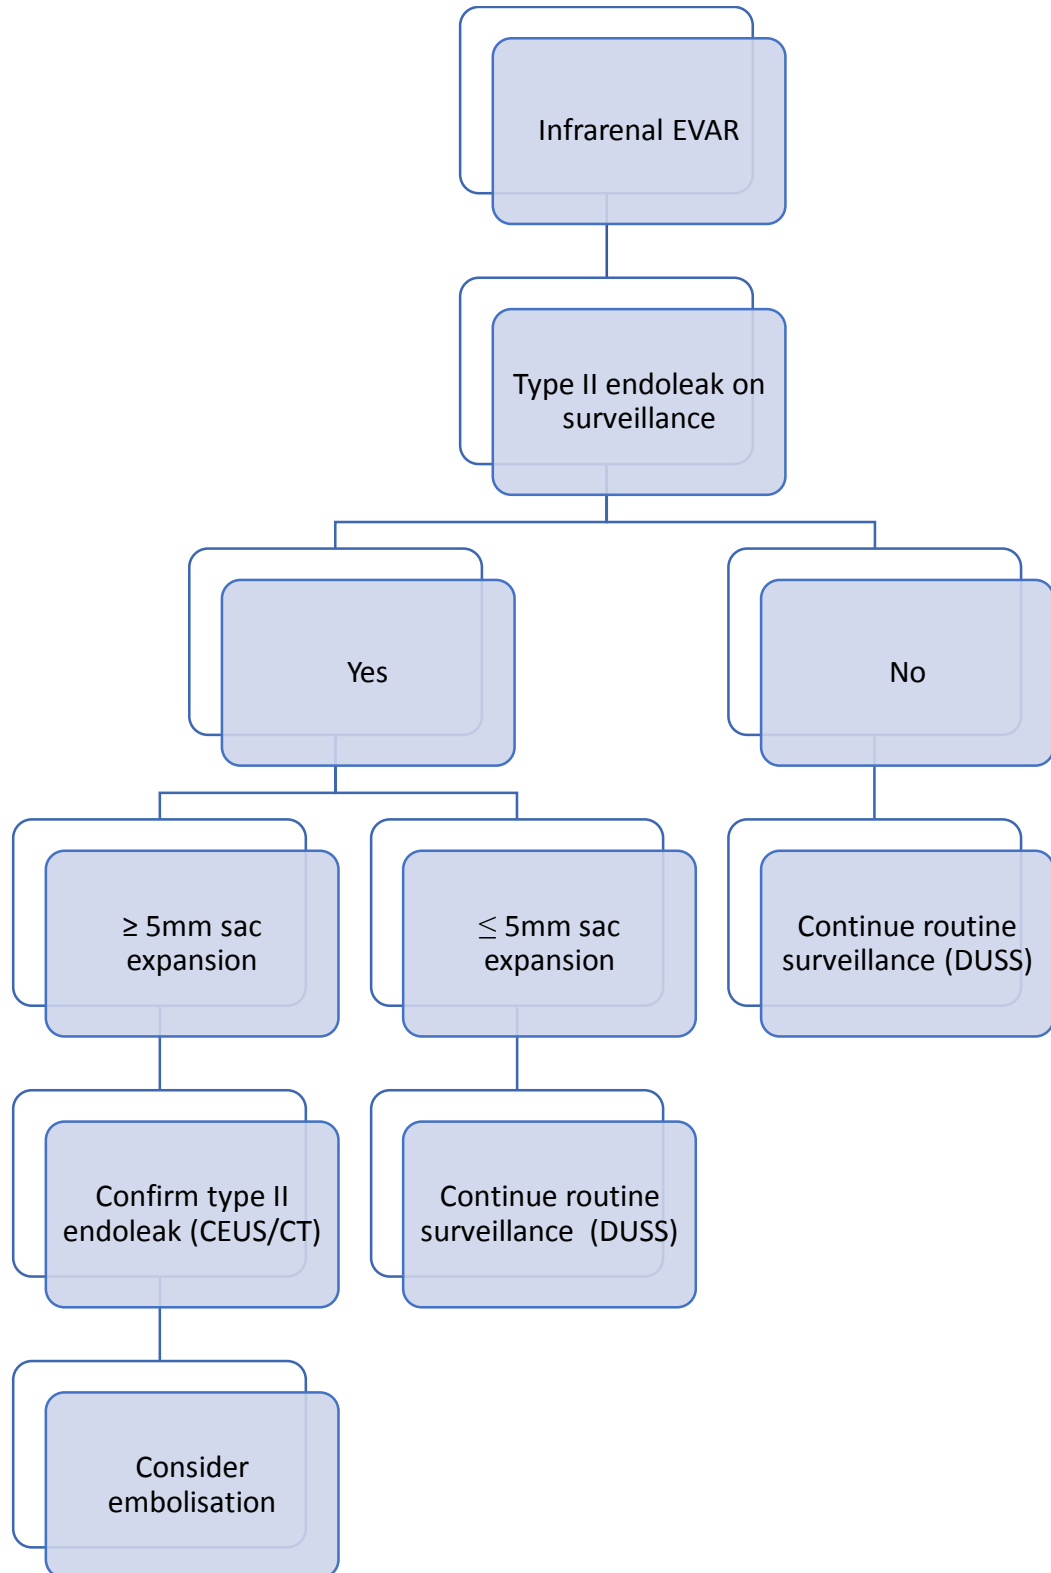 Infrarenal EVAR
Type II endoleak on
surveillance
Yes
No
≥ 5mm sac
expansion
≤ 5mm sac
expansion
Continue routine
surveillance (DUSS)
Confirm type II
endoleak (CEUS/CT)
Continue routine
surveillance  (DUSS)
Consider
embolisation